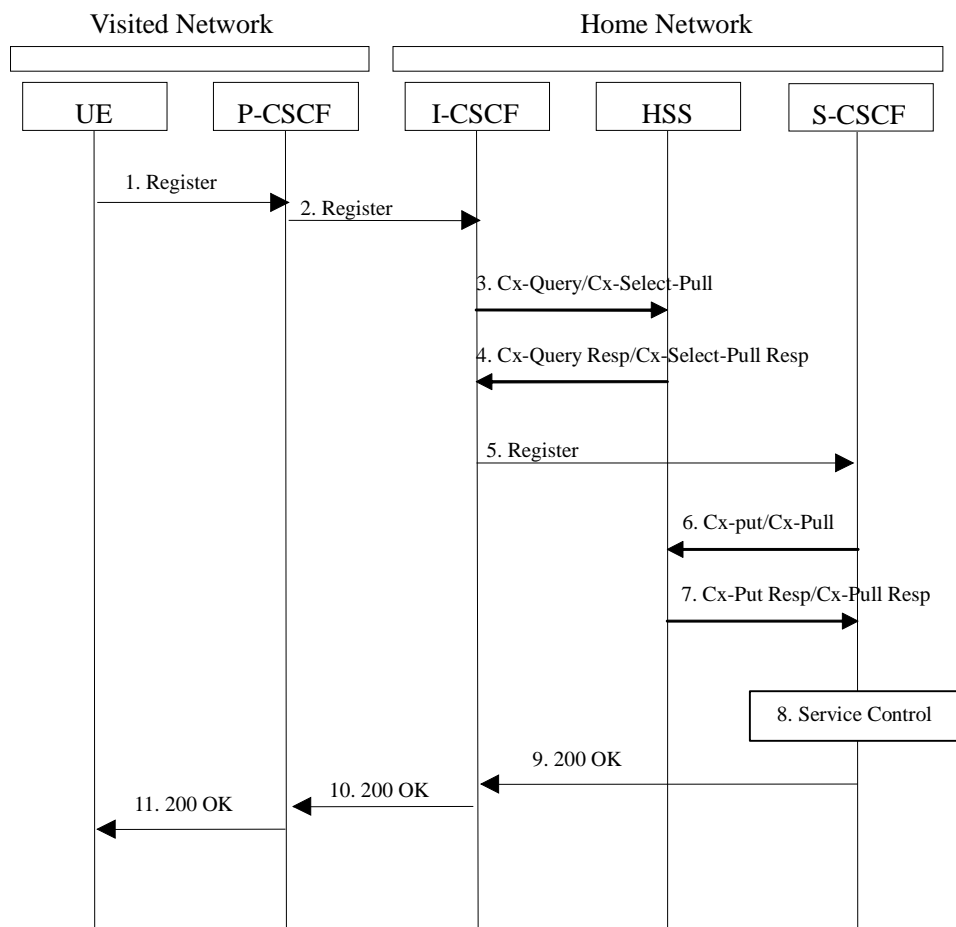 Visited Network
Home Network
UE
P-CSCF
I-CSCF
HSS
S-CSCF
1. Register
2. Register
3. Cx-Query/Cx-Select-Pull
4. Cx-Query Resp/Cx-Select-Pull Resp
5. Register
6. Cx-put/Cx-Pull
7. Cx-Put Resp/Cx-Pull Resp
8. Service Control
9. 200 OK
10. 200 OK
11. 200 OK